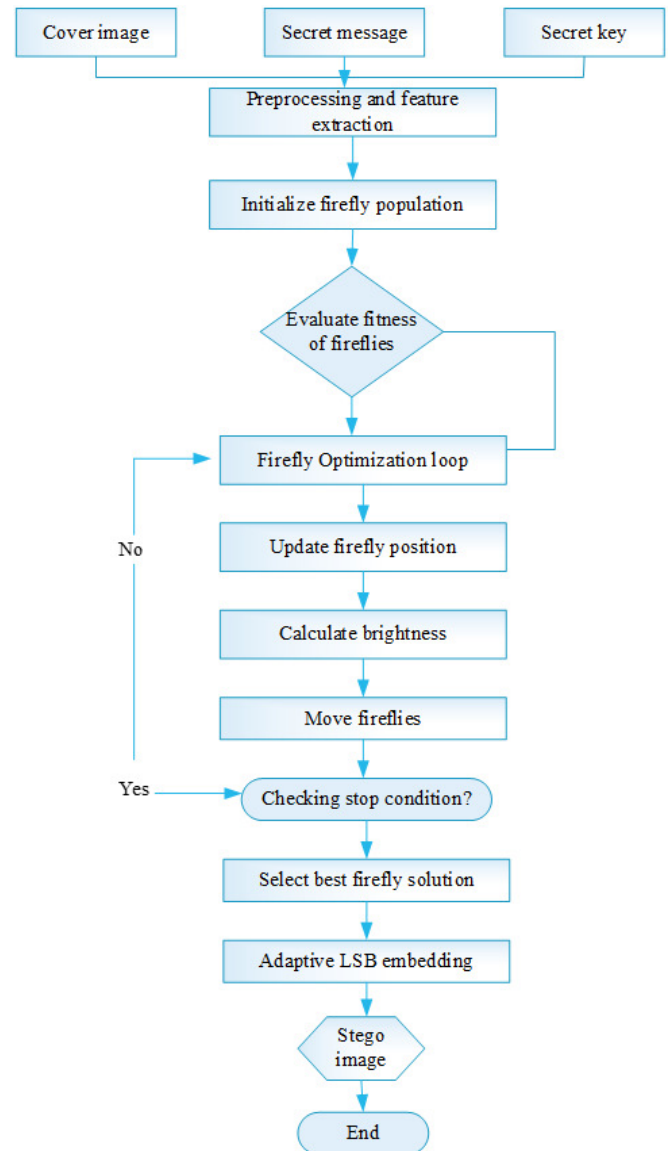 Cover image
Secret message
Secret key
Preprocessing and feature
extraction
Initialize firefly population
Evaluate fitness
of fireflies
Firefly Optimization loop
No
Update firefly position
Calculate brightness
Move fireflies
Yes
Checking stop condition?
Select best firefly solution
Adaptive LSB embedding
Stego
image
End